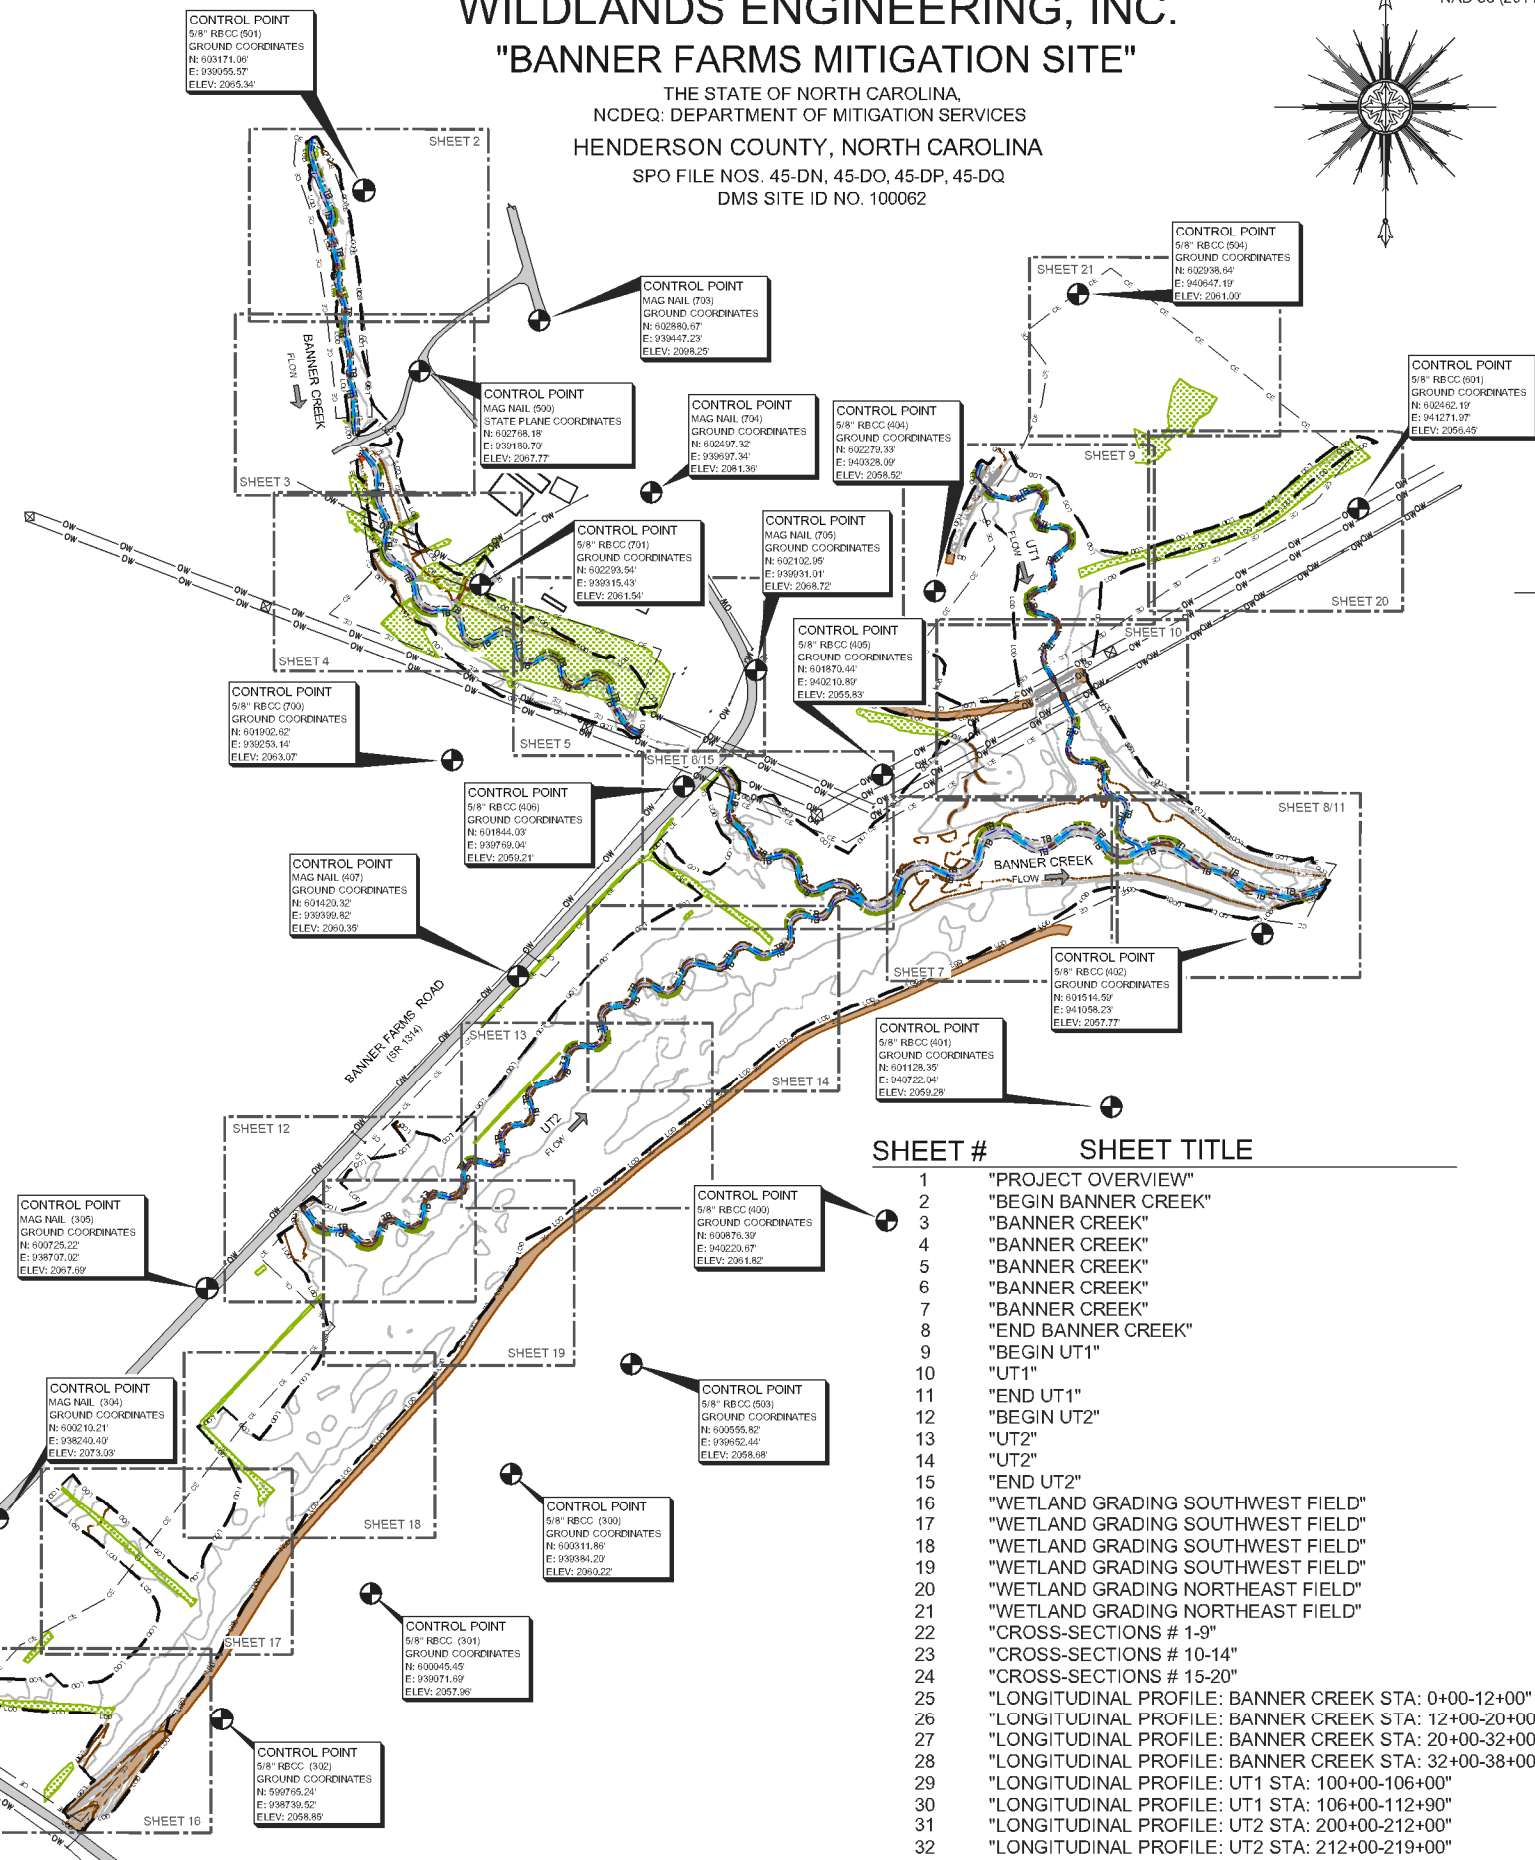 WILDLANDS ENGINEERING, INC.
"BANNER FARMS MITIGATION SITE"
THE STATE OF NORTH CAROLINA,
NCDEQ: DEPARTMENT OF MITIGATION SERVICES
HENDERSON COUNTY, NORTH CAROLINA
SPO FILE NOS. 45-DN, 45-DO, 45-DP, 45-DQ
DMS SITE ID NO. 100062
CONTROL POINT
5/8" RBCC (501)
GROUND COORDINATES
N: 603171.06'
E: 939055.57'
ELEV: 2065.34'
SHEET 2
CONTROL POINT
MAG NAIL (703)
GROUND COORDINATES
N: 602880.67'
E: 939447.23'
ELEV: 2098.25'
CONTROL POINT
5/8" RBCC (504)
GROUND COORDINATES
N: 602938.64'
E: 940647.19'
ELEV: 2061.00'
SHEET 21
BANNER CREEK
FLOW
CONTROL POINT
MAG NAIL (500)
STATE PLANE COORDINATES
N: 602768.18'
E: 939180.70'
ELEV: 2067.77'
CONTROL POINT
MAG NAIL (704)
GROUND COORDINATES
N: 602497.32'
E: 939697.34'
ELEV: 2081.36'
CONTROL POINT
5/8" RBCC (404)
GROUND COORDINATES
N: 602279.33'
E: 940328.09'
ELEV: 2058.52'
CONTROL POINT
5/8" RBCC (601)
GROUND COORDINATES
N: 602462.19'
E: 941271.97'
ELEV: 2056.45'
SHEET 3
SHEET 9
CONTROL POINT
5/8" RBCC (701)
GROUND COORDINATES
N: 602293.54'
E: 939315.43'
ELEV: 2061.54'
CONTROL POINT
MAG NAIL (705)
GROUND COORDINATES
N: 602102.95'
E: 939931.01'
ELEV: 2068.72'
UT1
FLOW
SHEET 20
SHEET 10
CONTROL POINT
5/8" RBCC (405)
GROUND COORDINATES
N: 601870.44'
E: 940210.89'
ELEV: 2055.83'
SHEET 4
CONTROL POINT
5/8" RBCC (700)
GROUND COORDINATES
N: 601902.62'
E: 939253.14'
ELEV: 2063.07'
SHEET 5
SHEET 6/15
CONTROL POINT
5/8" RBCC (406)
GROUND COORDINATES
N: 601844.03'
E: 939769.04'
ELEV: 2059.21'
SHEET 8/11
BANNER CREEK
FLOW
CONTROL POINT
MAG NAIL (407)
GROUND COORDINATES
N: 601420.32'
E: 939399.82'
ELEV: 2060.35'
SHEET 7
CONTROL POINT
5/8" RBCC (402)
GROUND COORDINATES
N: 601514.59'
E: 941058.23'
ELEV: 2057.77'
BANNER FARMS ROAD
(SR 1314)
SHEET 13
SHEET 14
CONTROL POINT
5/8" RBCC (401)
GROUND COORDINATES
N: 601128.35'
E: 940722.04'
ELEV: 2059.28'
SHEET 12
UT2
FLOW
CONTROL POINT
MAG NAIL (305)
GROUND COORDINATES
N: 600725.22'
E: 938707.02'
ELEV: 2067.69'
CONTROL POINT
5/8" RBCC (400)
GROUND COORDINATES
N: 600876.39'
E: 940220.67'
ELEV: 2061.82'
SHEET 19
CONTROL POINT
MAG NAIL (304)
GROUND COORDINATES
N: 600210.21'
E: 938240.40'
ELEV: 2073.03'
CONTROL POINT
5/8" RBCC (503)
GROUND COORDINATES
N: 600555.82'
E: 939652.44'
ELEV: 2058.68'
SHEET 18
CONTROL POINT
5/8" RBCC (300)
GROUND COORDINATES
N: 600311.86'
E: 939384.20'
ELEV: 2060.22'
SHEET 17
CONTROL POINT
5/8" RBCC (301)
GROUND COORDINATES
N: 600045.45'
E: 939071.69'
ELEV: 2057.96'
CONTROL POINT
5/8" RBCC (302)
GROUND COORDINATES
N: 599765.24'
E: 938739.52'
ELEV: 2058.85'
SHEET 16
SHEET # SHEET TITLE
1 "PROJECT OVERVIEW"
2 "BEGIN BANNER CREEK"
3 "BANNER CREEK"
4 "BANNER CREEK"
5 "BANNER CREEK"
6 "BANNER CREEK"
7 "BANNER CREEK"
8 "END BANNER CREEK"
9 "BEGIN UT1"
10 "UT1"
11 "END UT1"
12 "BEGIN UT2"
13 "UT2"
14 "UT2"
15 "END UT2"
16 "WETLAND GRADING SOUTHWEST FIELD"
17 "WETLAND GRADING SOUTHWEST FIELD"
18 "WETLAND GRADING SOUTHWEST FIELD"
19 "WETLAND GRADING SOUTHWEST FIELD"
20 "WETLAND GRADING NORTHEAST FIELD"
21 "WETLAND GRADING NORTHEAST FIELD"
22 "CROSS-SECTIONS # 1-9"
23 "CROSS-SECTIONS # 10-14"
24 "CROSS-SECTIONS # 15-20"
25 "LONGITUDINAL PROFILE: BANNER CREEK STA: 0+00-12+00"
26 "LONGITUDINAL PROFILE: BANNER CREEK STA: 12+00-20+00
27 "LONGITUDINAL PROFILE: BANNER CREEK STA: 20+00-32+00
28 "LONGITUDINAL PROFILE: BANNER CREEK STA: 32+00-38+00
29 "LONGITUDINAL PROFILE: UT1 STA: 100+00-106+00"
30 "LONGITUDINAL PROFILE: UT1 STA: 106+00-112+90"
31 "LONGITUDINAL PROFILE: UT2 STA: 200+00-212+00"
32 "LONGITUDINAL PROFILE: UT2 STA: 212+00-219+00"